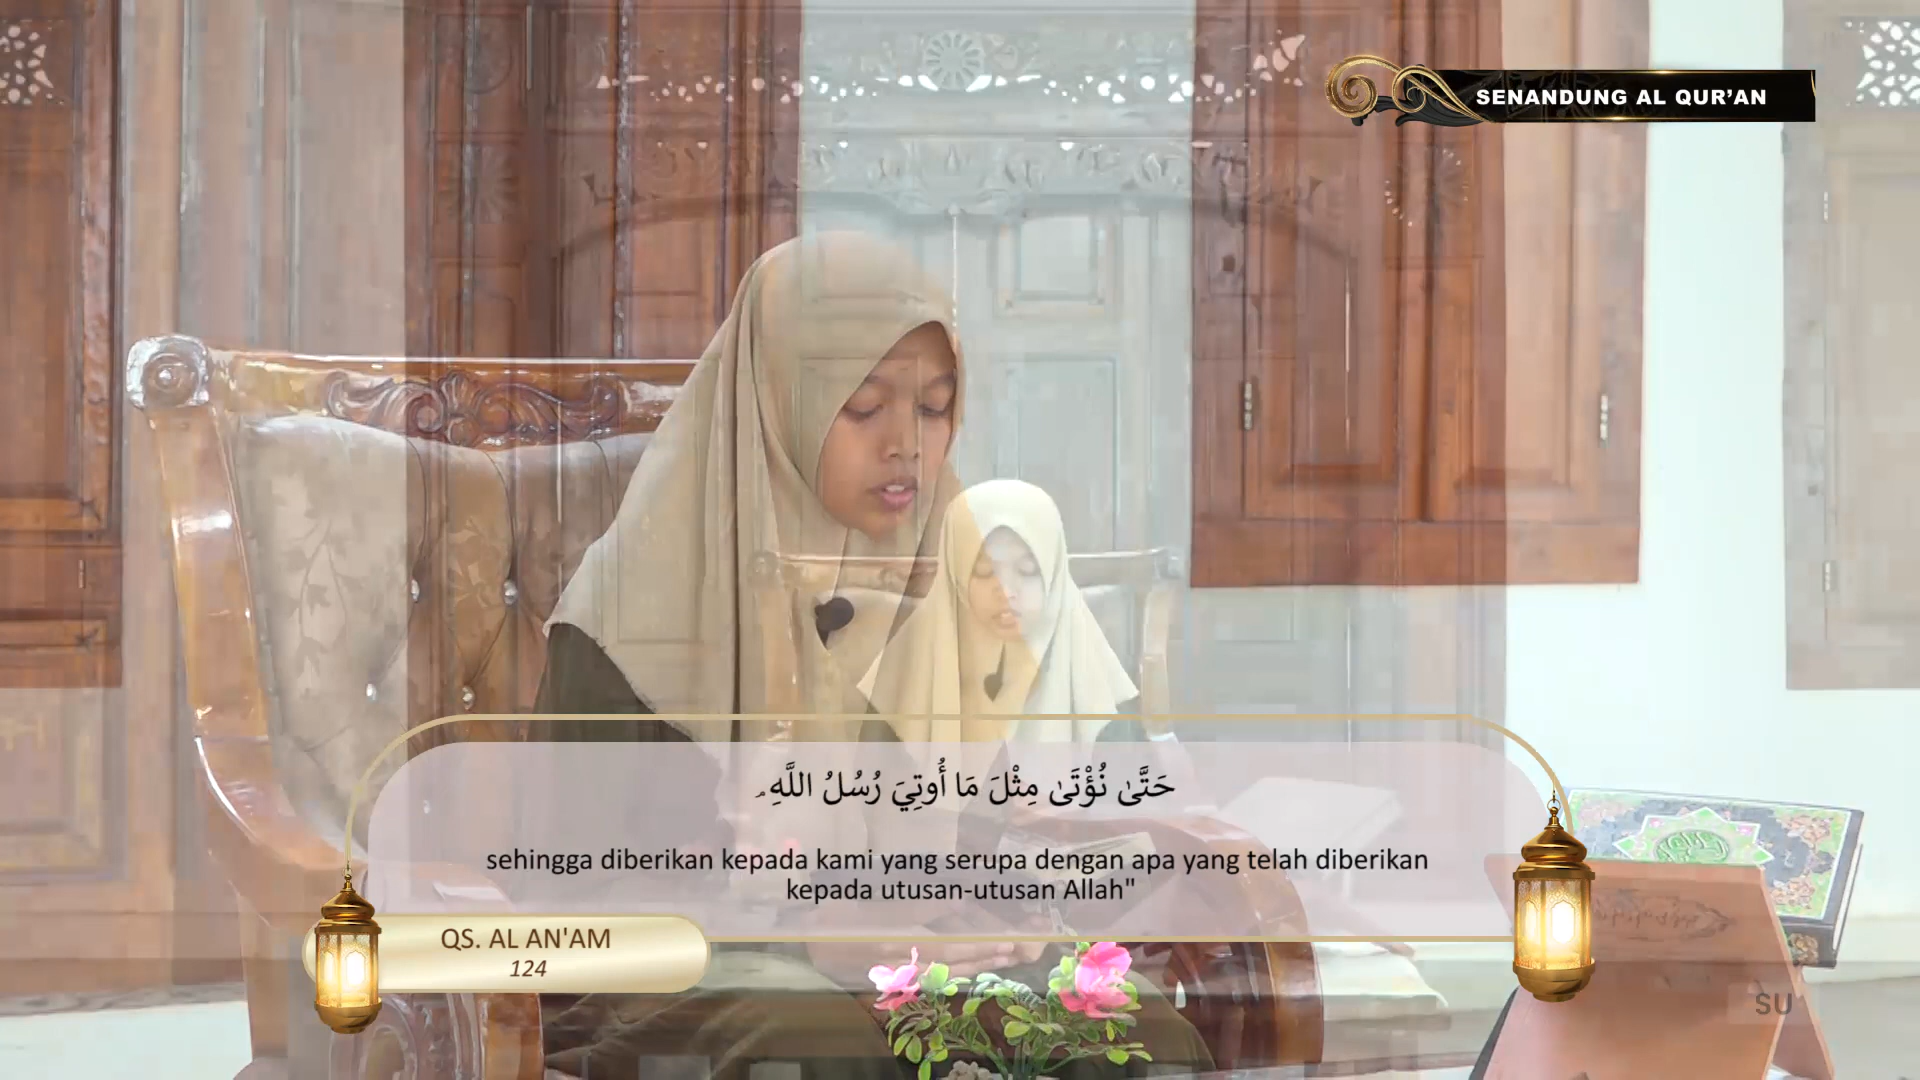 SENANDUNG AL QUR’AN
حَتَّىٰ نُؤْتَىٰ مِثْلَ مَا أُوتِيَ رُسُلُ اللَّهِ ۘ
sehingga diberikan kepada kami yang serupa dengan apa yang telah diberikan
kepada utusan-utusan Allah"
QS. AL AN'AM
124
SU